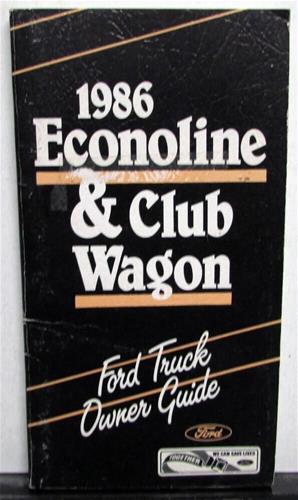 1986
Econoline
& Club
Wagon
Ford Truck
Owner Guide
Ford
TOGETHER WE CAN SAVE LIVES